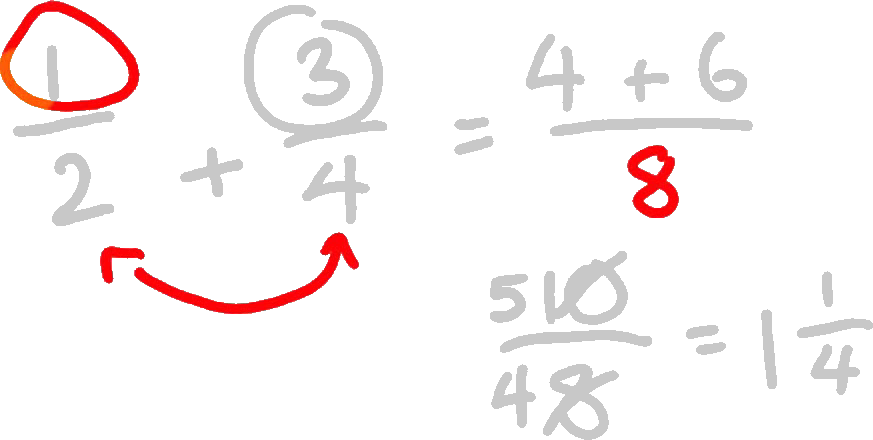 1/2 + 3/4 = (4 + 6)/8
5 10/4 8 = 1 1/4